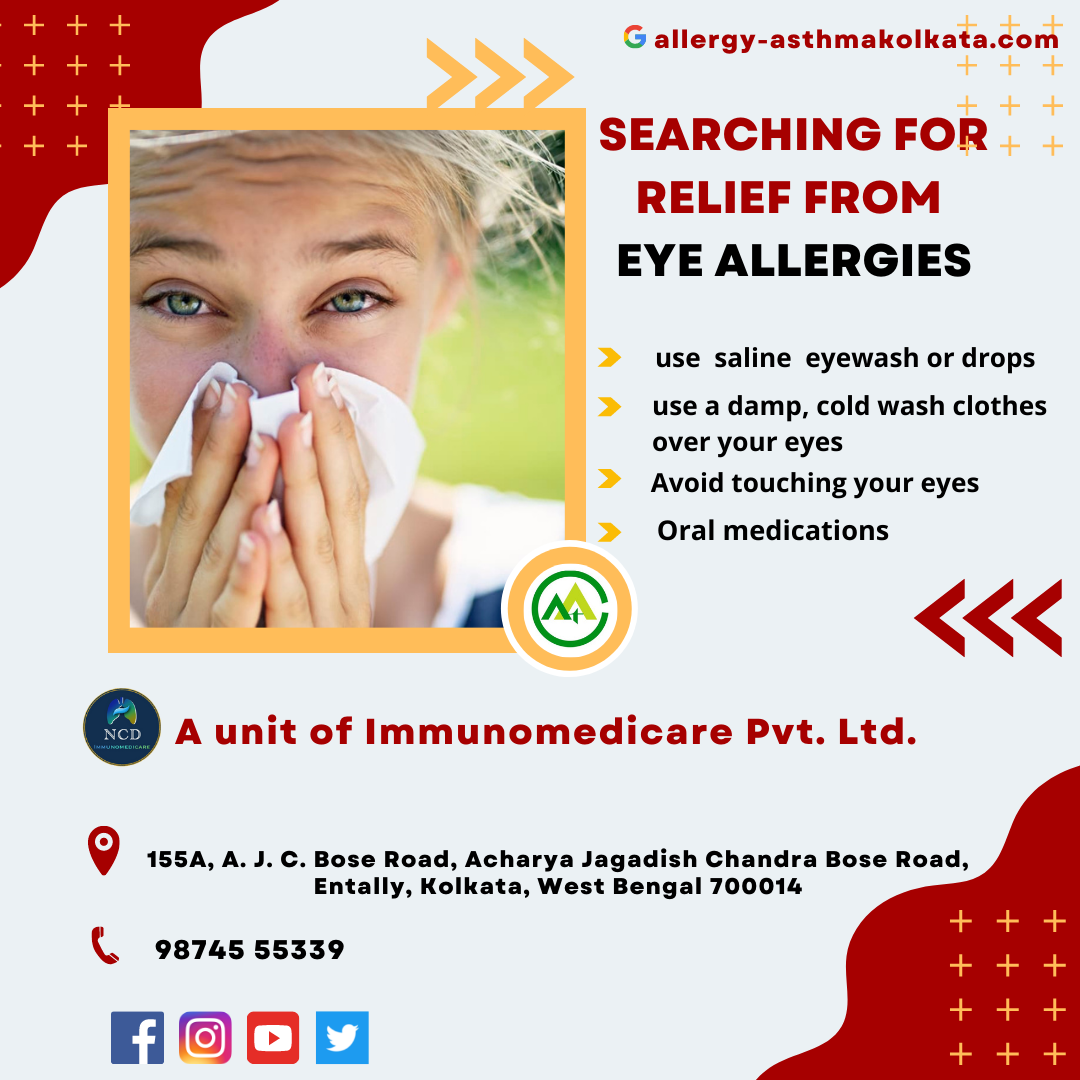 allergy-asthmakolkata.com
SEARCHING FOR
RELIEF FROM
EYE ALLERGIES
use saline eyewash or drops
use a damp, cold wash clothes
over your eyes
Avoid touching your eyes
Oral medications
NCD
IMMUNOMEDICARE
A unit of Immunomedicare Pvt. Ltd.
155A, A. J. C. Bose Road, Acharya Jagadish Chandra Bose Road,
Entally, Kolkata, West Bengal 700014
98745 55339